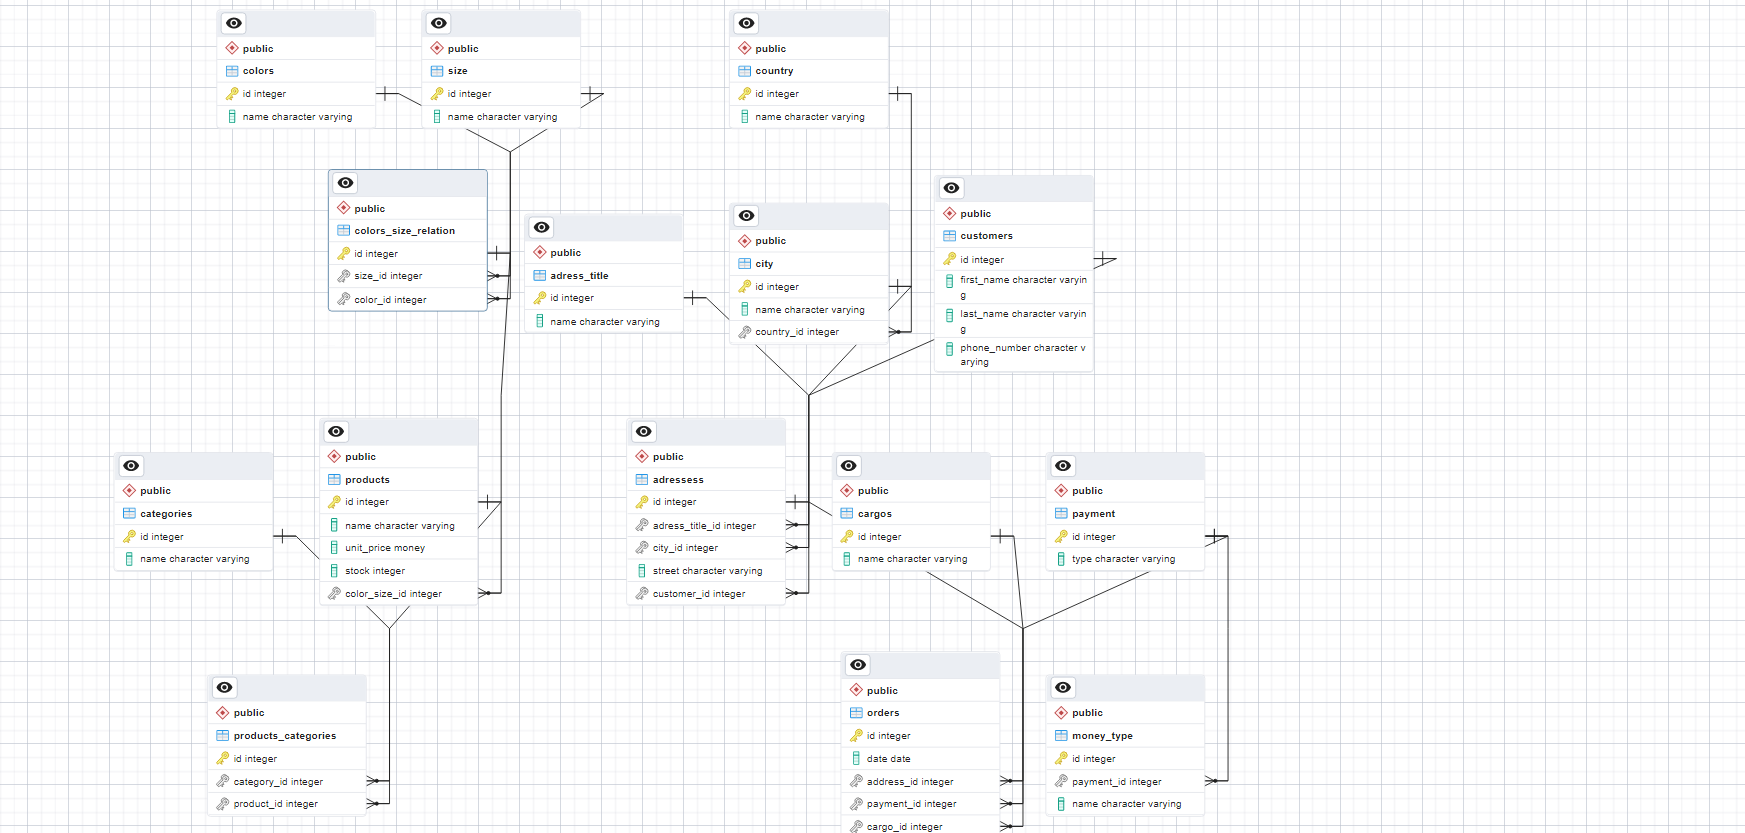 public
colors
id integer
name character varying
public
size
id integer
name character varying
public
country
id integer
name character varying
public
colors_size_relation
id integer
size_id integer
color_id integer
public
adress_title
id integer
name character varying
public
city
id integer
name character varying
country_id integer
public
customers
id integer
first_name character varyin
g
last_name character varyin
g
phone_number character v
arying
public
categories
id integer
name character varying
public
products
id integer
name character varying
unit_price money
stock integer
color_size_id integer
public
adressess
id integer
adress_title_id integer
city_id integer
street character varying
customer_id integer
public
cargos
id integer
name character varying
public
payment
id integer
type character varying
public
products_categories
id integer
category_id integer
product_id integer
public
orders
id integer
date date
address_id integer
payment_id integer
cargo_id integer
public
money_type
id integer
payment_id integer
name character varying